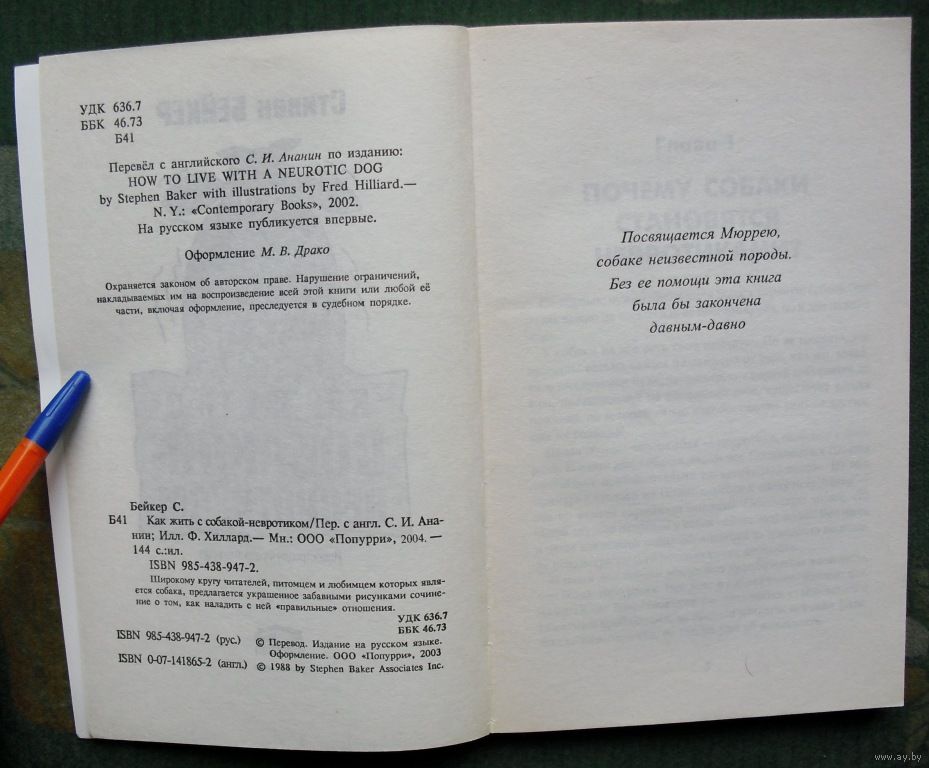 УДК 636.7
ББК 46.73
Б41
Перевёл с английского С. И. Ананин по изданию:
HOW TO LIVE WITH A NEUROTIC DOG
by Stephen Baker with illustrations by Fred Hilliard.—
N. Y.: «Contemporary Books», 2002.
На русском языке публикуется впервые.
Оформление М. В. Драко
Охраняется законом об авторском праве. Нарушение ограничений,
накладываемых им на воспроизведение всей этой книги или любой её
части, включая оформление, преследуется в судебном порядке.
Бейкер С.
Б41 Как жить с собакой-невротиком/Пер. с англ. С. И. Ана-
нин; Илл. Ф. Хиллард.— Мн.: ООО «Попурри», 2004. —
144 с.:ил.
ISBN 985-438-947-2.
Широкому кругу читателей, питомцем и любимцем которых явля-
ется собака, предлагается украшенное забавными рисунками сочине-
ние о том, как наладить с ней «правильные» отношения.
УДК 636.7
ББК 46.73
ISBN 985-438-947-2 (рус.) © Перевод. Издание на русском языке.
Оформление. ООО «Попурри», 2003
ISBN 0-07-141865-2 (англ.) © 1988 by Stephen Baker Associates Inc.
Посвящается Мюррею,
собаке неизвестной породы.
Без ее помощи эта книга
была бы закончена
давным-давно
www.ay.by